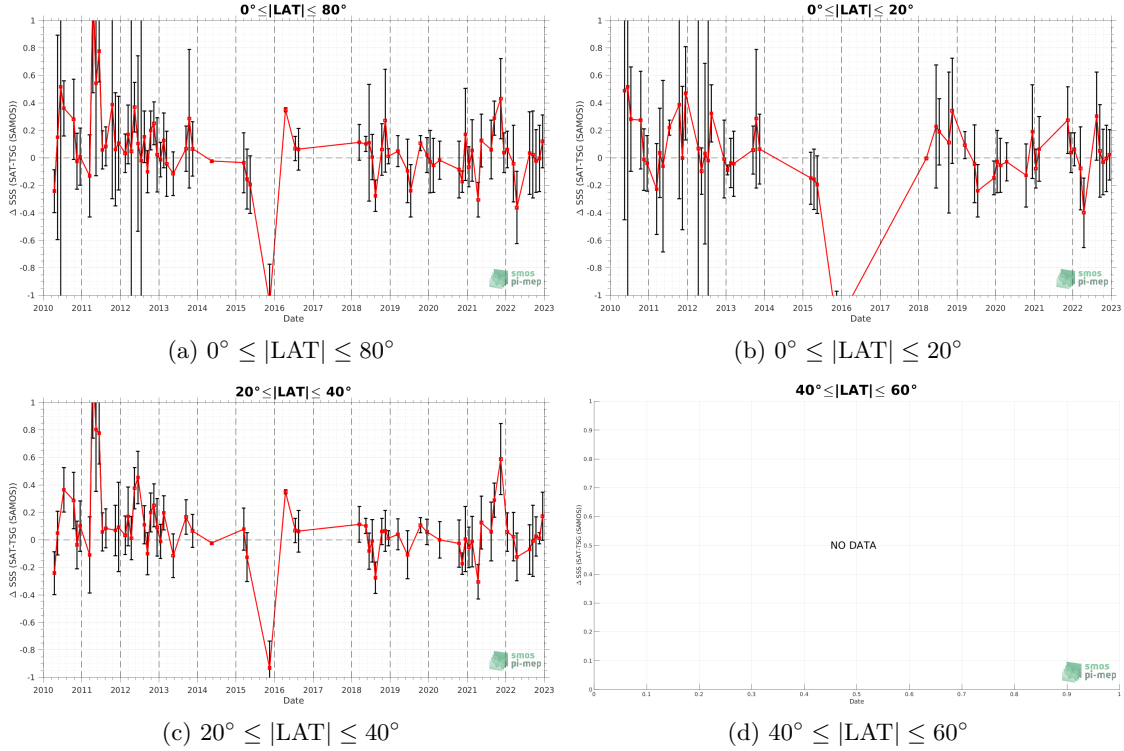 0°≤|LAT|≤ 80°
Δ SSS (SAT-TSG (SAMOS))
1
0.8
0.6
0.4
0.2
0
-0.2
-0.4
-0.6
-0.8
-1
2010 2011 2012 2013 2014 2015 2016 2017 2018 2019 2020 2021 2022 2023
Date
smos
pi-mep
(a) 0° ≤ |LAT| ≤ 80°
0°≤|LAT|≤ 20°
Δ SSS (SAT-TSG (SAMOS))
1
0.8
0.6
0.4
0.2
0
-0.2
-0.4
-0.6
-0.8
-1
2010 2011 2012 2013 2014 2015 2016 2017 2018 2019 2020 2021 2022 2023
Date
smos
pi-mep
(b) 0° ≤ |LAT| ≤ 20°
20°≤|LAT|≤ 40°
Δ SSS (SAT-TSG (SAMOS))
1
0.8
0.6
0.4
0.2
0
-0.2
-0.4
-0.6
-0.8
-1
2010 2011 2012 2013 2014 2015 2016 2017 2018 2019 2020 2021 2022 2023
Date
smos
pi-mep
(c) 20° ≤ |LAT| ≤ 40°
40°≤|LAT|≤ 60°
Δ SSS (SAT-TSG (SAMOS))
1
0.9
0.8
0.7
0.6
0.5
0.4
0.3
0.2
0.1
0
NO DATA
0 0.1 0.2 0.3 0.4 0.5 0.6 0.7 0.8 0.9 1
Date
smos
pi-mep
(d) 40° ≤ |LAT| ≤ 60°